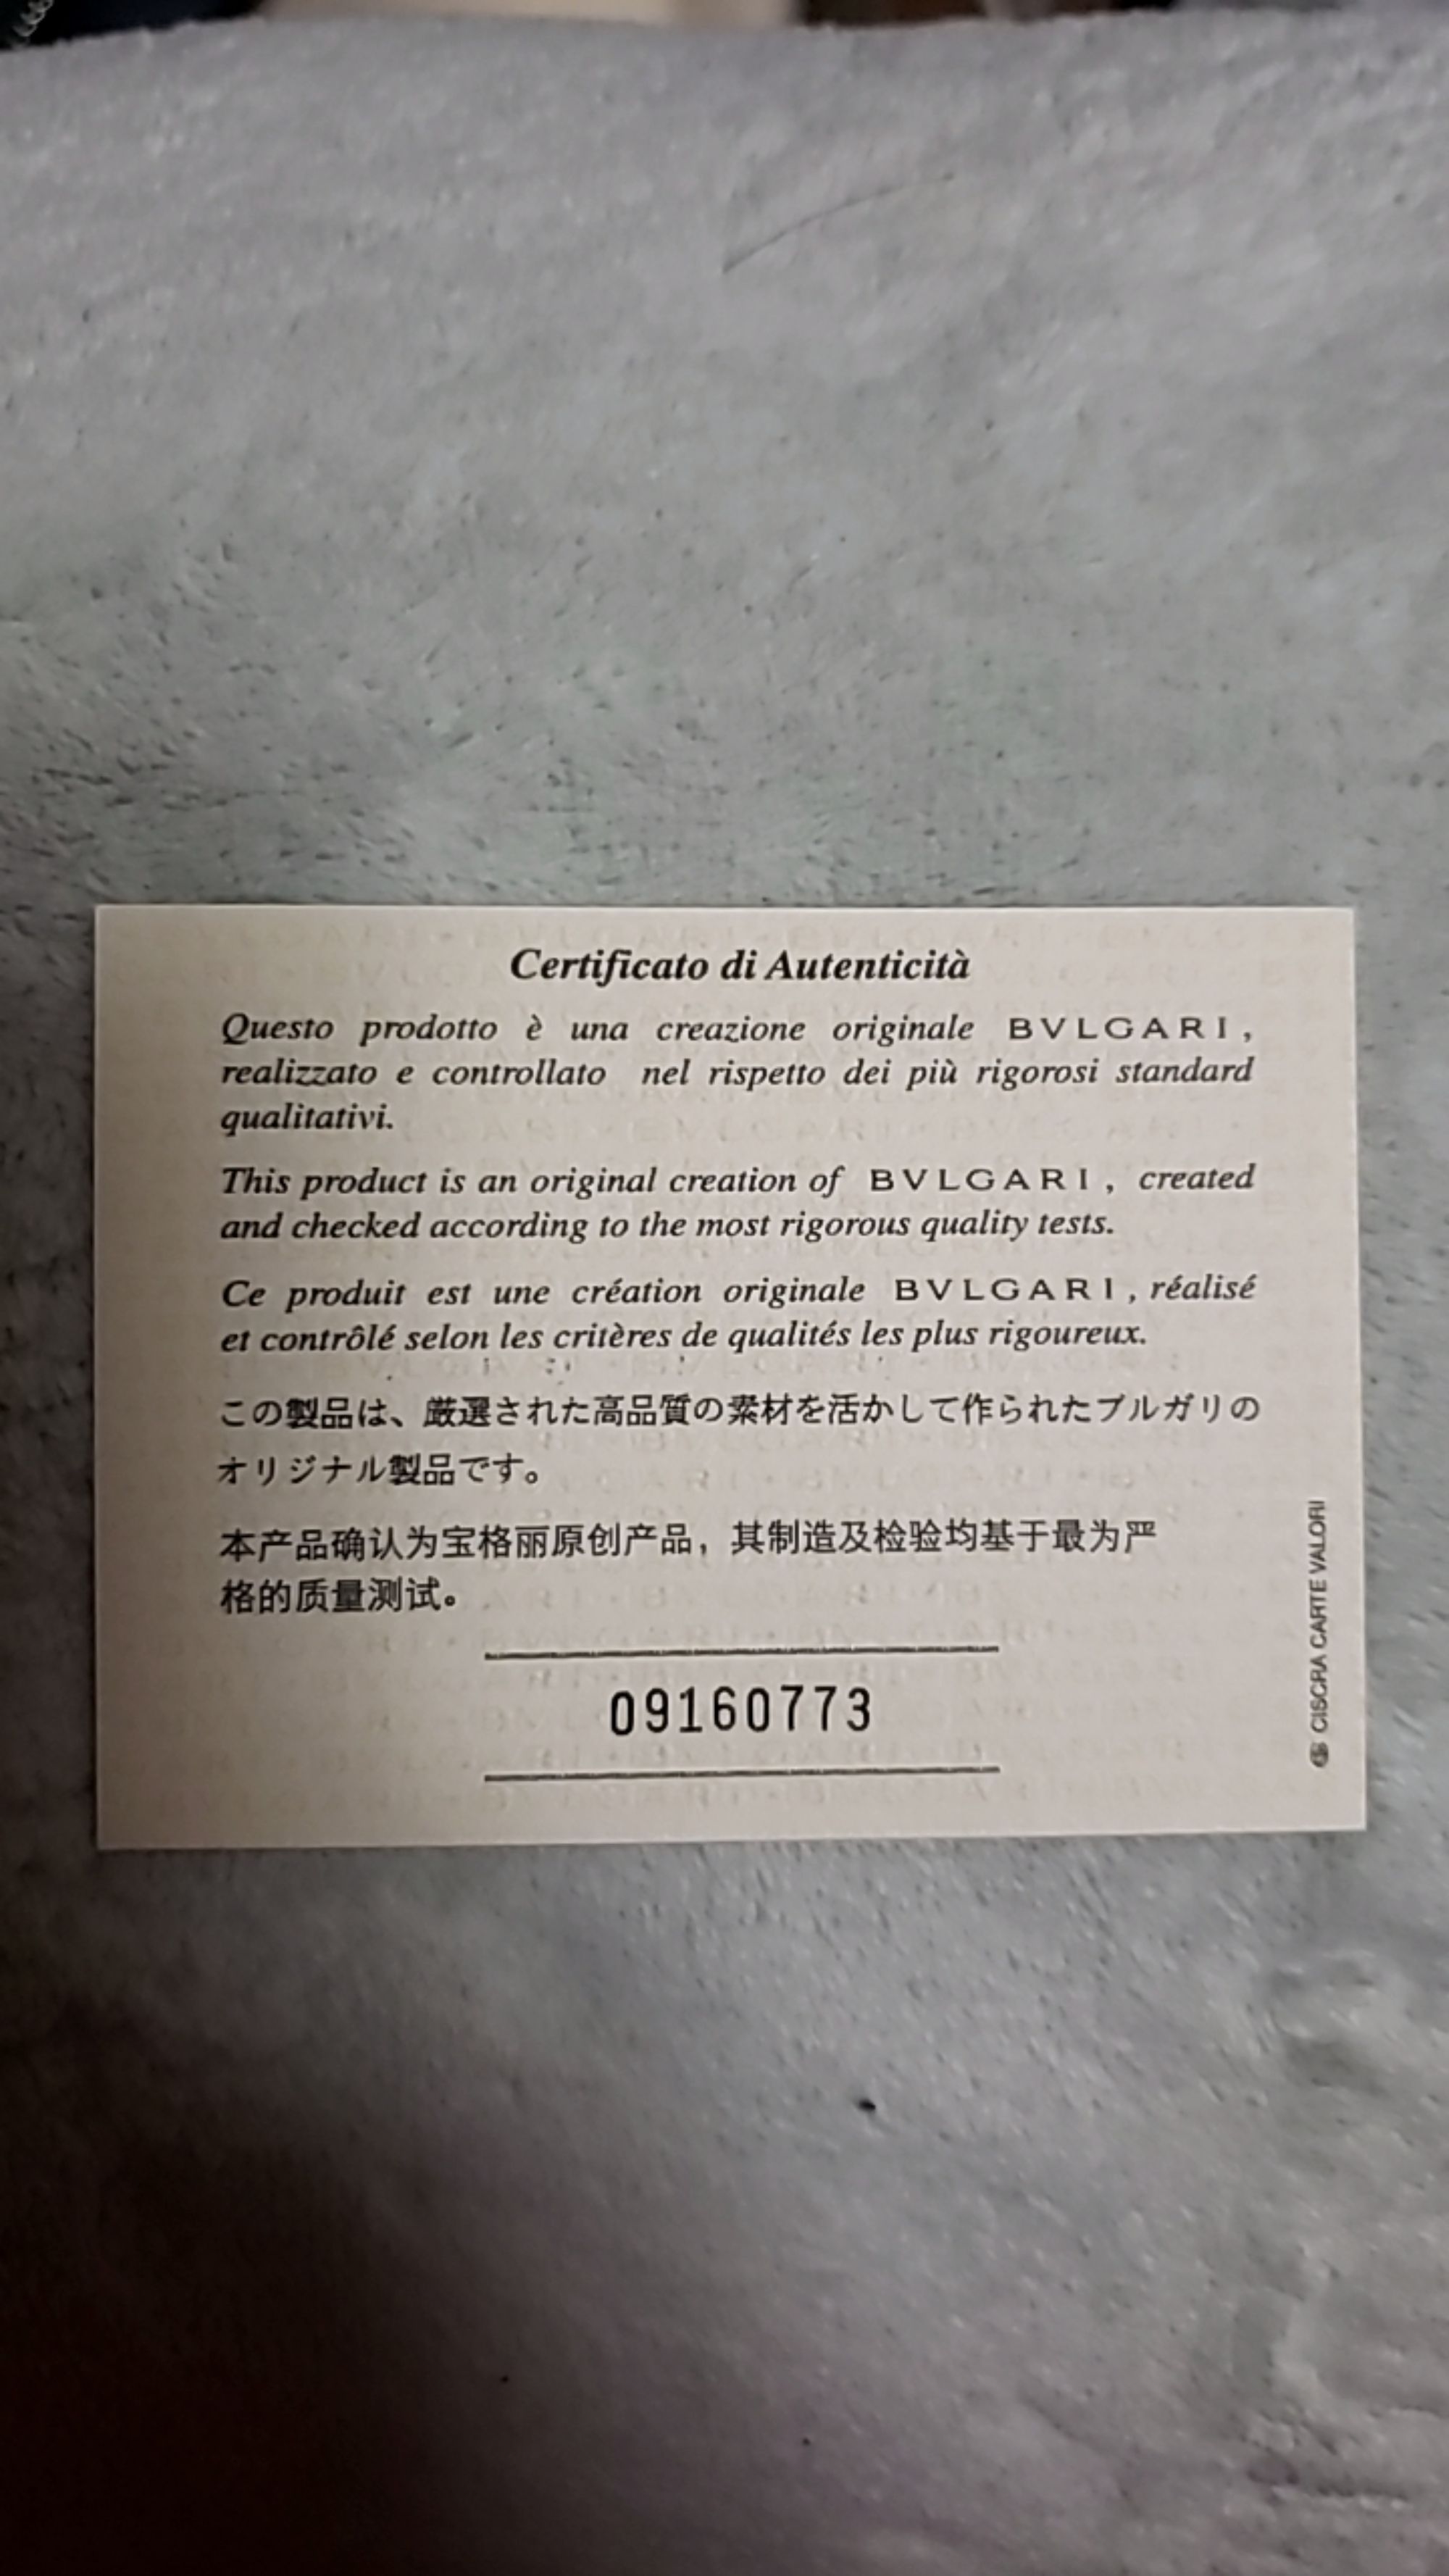 Certificato di Autenticità
Questo prodotto è una creazione originale BVLGARI,
realizzato e controllato nel rispetto dei più rigorosi standard
qualitativi.
This product is an original creation of BVLGARI, created
and checked according to the most rigorous quality tests.
Ce produit est une création originale BVLGARI, réalisé
et contrôlé selon les critères de qualités les plus rigoureux.
この製品は、厳選された高品質の素材を活かして作られたブルガリの
オリジナル製品です。
本产品确认为宝格丽原创产品，其制造及检验均基于最为严
格的质量测试。
09160773
CISCRA CARTE VALORI